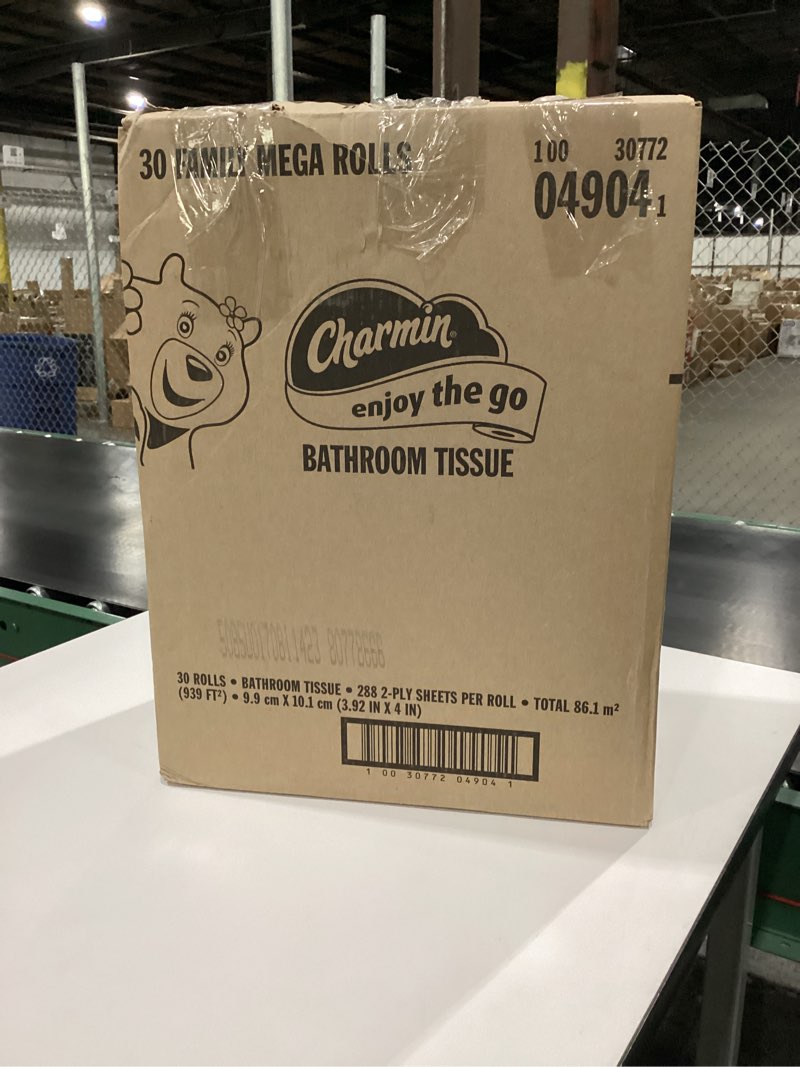 30 FAMILY MEGA ROLLS
100 30772
04904 1
Charmin
enjoy the go
BATHROOM TISSUE
30 ROLLS • BATHROOM TISSUE • 288 2-PLY SHEETS PER ROLL • TOTAL 86.1 m²
(939 FT²) • 9.9 cm X 10.1 cm (3.92 IN X 4 IN)
1 00 30772 04904 1